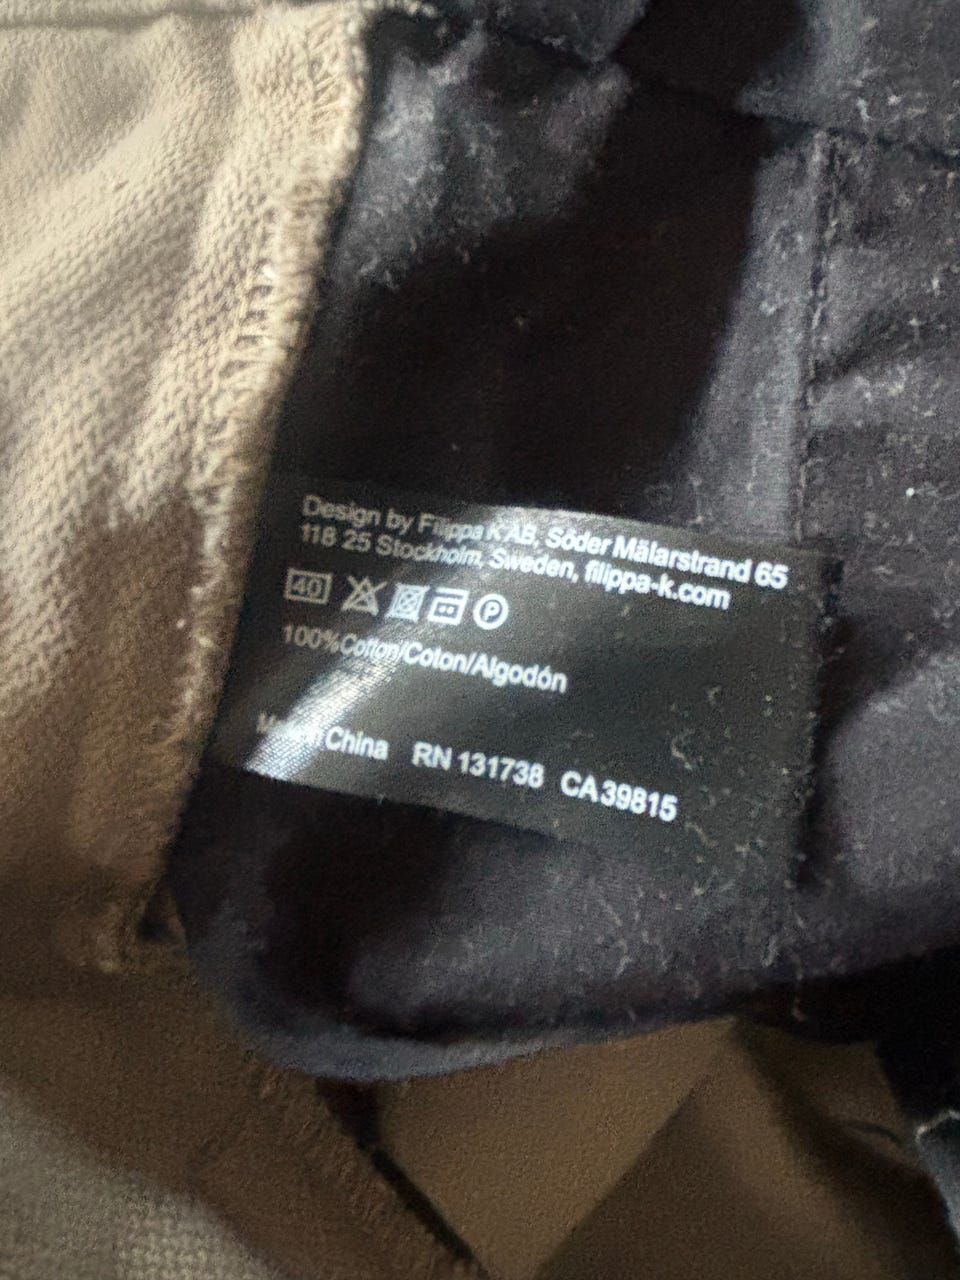 Design by Filippa K AB, Söder Mälarstrand 65
118 25 Stockholm, Sweden, filippa-k.com
40 P
100%Cotton/Coton/Algodón
China RN 131738 CA39815